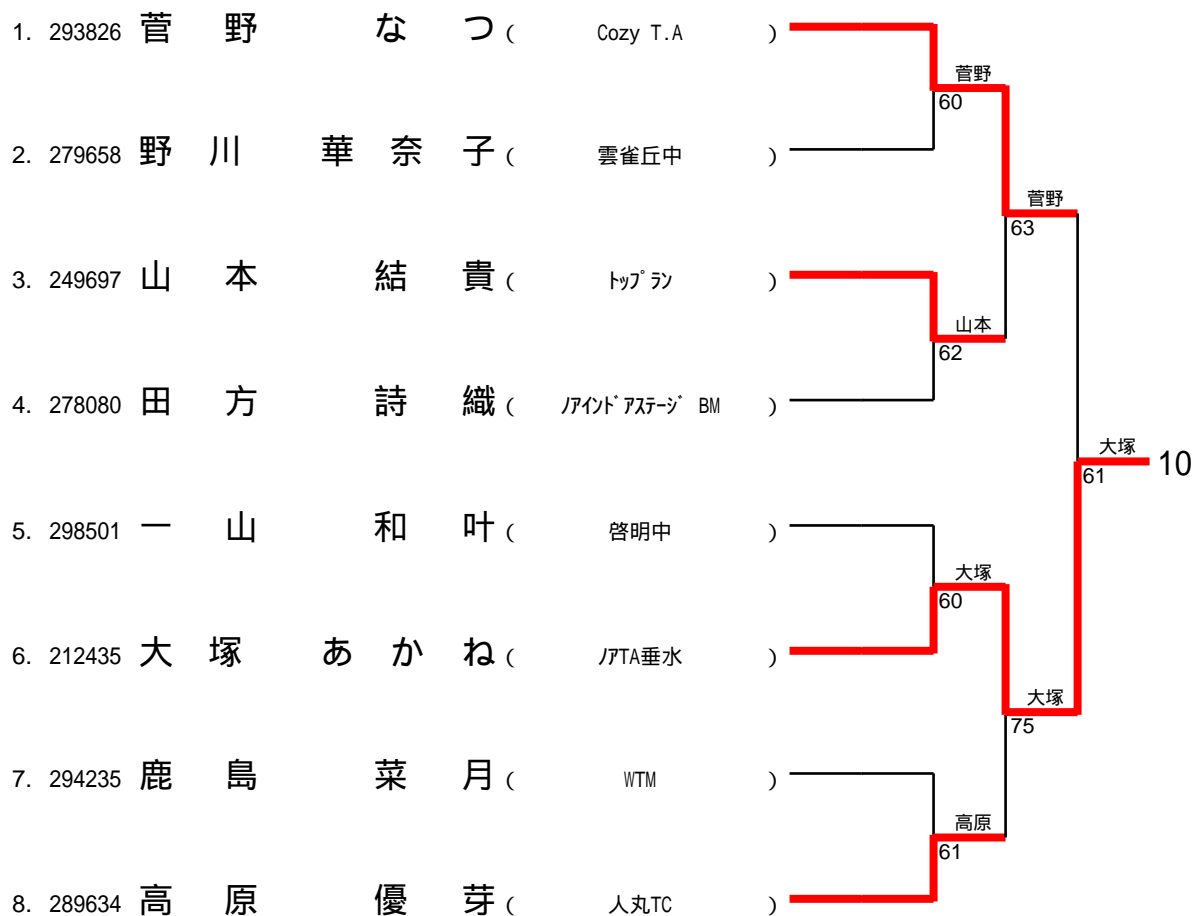 1. 293826 菅野 なつ ( Cozy T.A )
菅野
60
2. 279658 野川 華奈子 ( 雲雀丘中 )
菅野
63
3. 249697 山本 結貴 ( ﾄｯﾌﾟﾗﾝ )
山本
62
4. 278080 田方 詩織 ( ﾉｱｲﾝﾄﾞｱｽﾃｰｼﾞ BM )
大塚
61 10
5. 298501 一山 和叶 ( 啓明中 )
大塚
60
6. 212435 大塚 あかね ( ﾉｱTA垂水 )
大塚
75
7. 294235 鹿島 菜月 ( WTM )
高原
61
8. 289634 高原 優芽 ( 人丸TC )